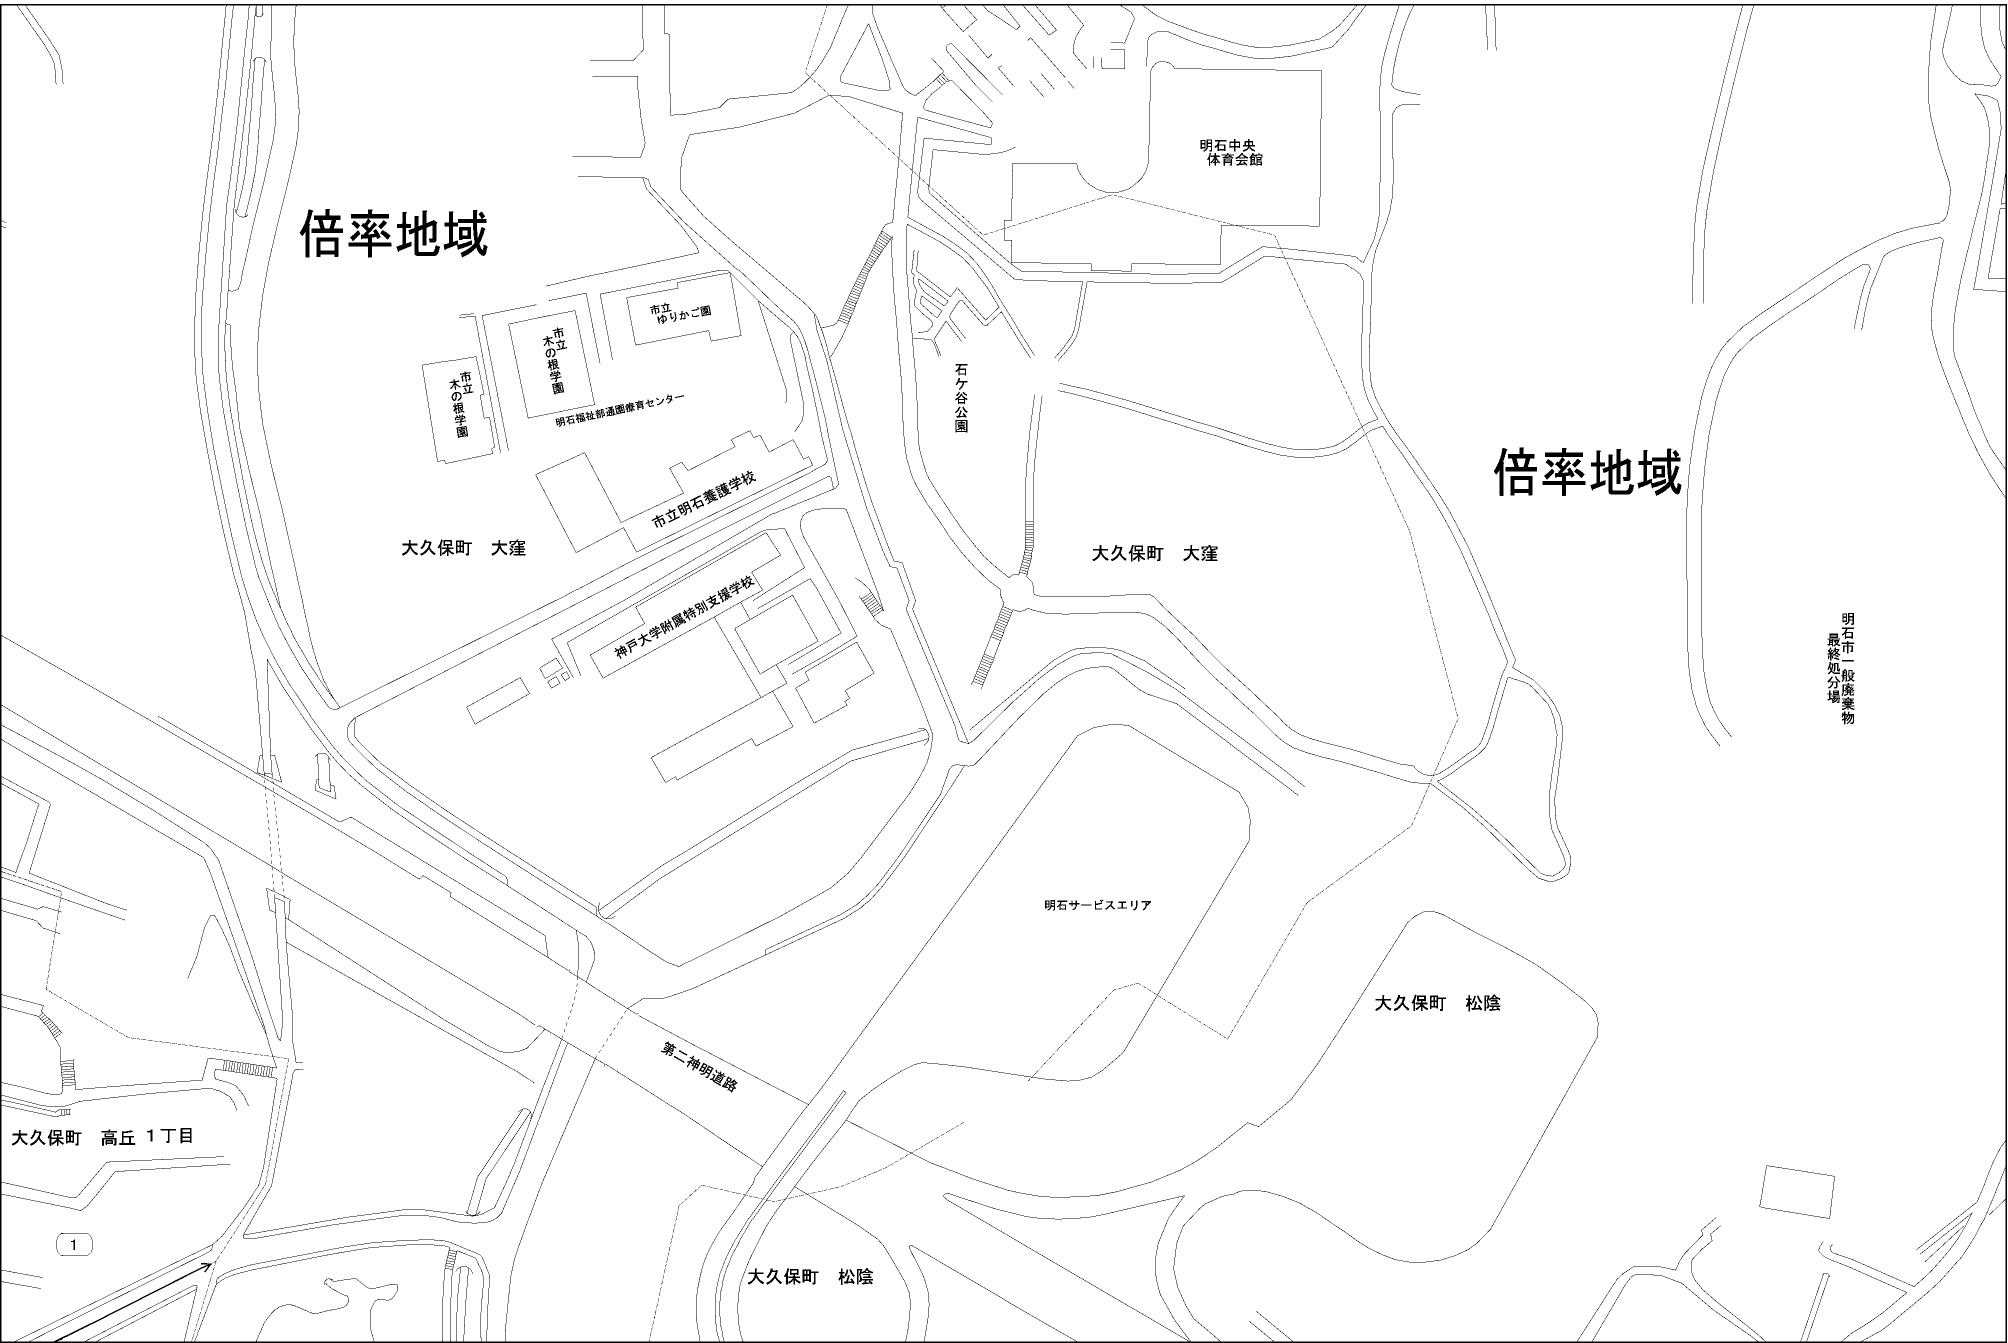 明石中央
体育会館
倍率地域
市立
ゆりかご園
市立
木の根学園
市立
木の根学園
明石福祉部通園療育センター
石ケ谷公園
倍率地域
市立明石養護学校
大久保町　大窪
大久保町　大窪
神戸大学附属特別支援学校
明石市一般廃棄物
最終処分場
明石サービスエリア
大久保町　松陰
第二神明道路
大久保町　高丘 1丁目
1
大久保町　松陰